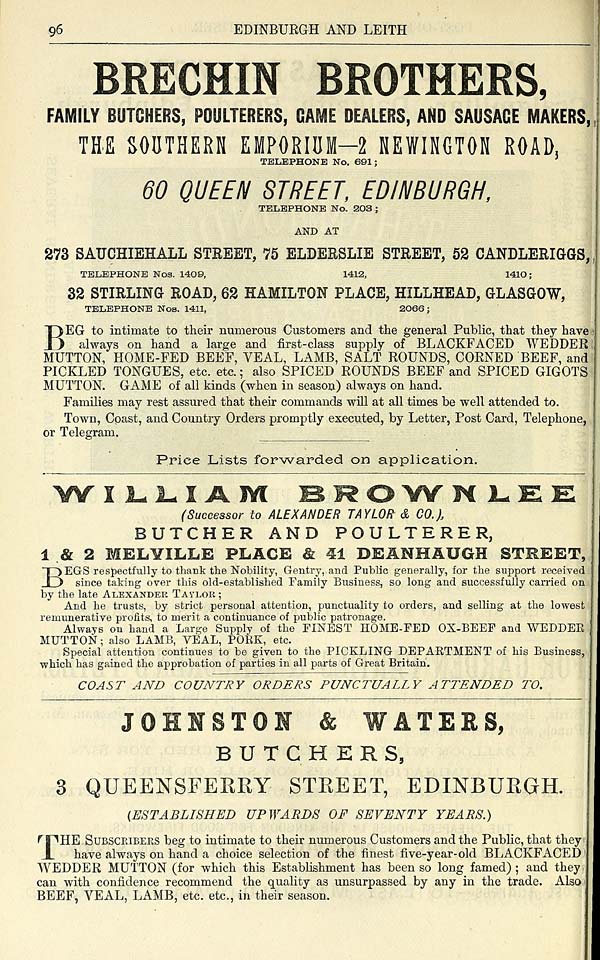 96 EDINBURGH AND LEITH
BRECHIN BROTHERS,
FAMILY BUTCHERS, POULTERERS, GAME DEALERS, AND SAUSAGE MAKERS,
THE SOUTHERN EMPORIUM—2 NEWINGTON ROAD,
TELEPHONE No. 691;
60 QUEEN STREET, EDINBURGH,
TELEPHONE No. 203;
AND AT
273 SAUCHIEHALL STREET, 75 ELDERSLIE STREET, 52 CANDLERIGGS,
TELEPHONE Nos. 1409, 1412, 1410;
32 STIRLING ROAD, 62 HAMILTON PLACE, HILLHEAD, GLASGOW,
TELEPHONE Nos. 1411, 2066;
BEG to intimate to their numerous Customers and the general Public, that they have
always on hand a large and first-class supply of BLACKFACED WEDDER
MUTTON, HOME-FED BEEF, VEAL, LAMB, SALT ROUNDS, CORNED BEEF, and
PICKLED TONGUES, etc. etc.; also SPICED ROUNDS BEEF and SPICED GIGOTS
MUTTON. GAME of all kinds (when in season) always on hand.
Families may rest assured that their commands will at all times be well attended to.
Town, Coast, and Country Orders promptly executed, by Letter, Post Card, Telephone,
or Telegram.
Price Lists forwarded on application.
WILLIAM BROWNLEE
(Successor to ALEXANDER TAYLOR & CO.),
BUTCHER AND POULTERER,
1 & 2 MELVILLE PLACE & 41 DEANHAUGH STREET,
BEGS respectfully to thank the Nobility, Gentry, and Public generally, for the support received
since taking over this old-established Family Business, so long and successfully carried on
by the late ALEXANDER TAYLOR;
And he trusts, by strict personal attention, punctuality to orders, and selling at the lowest
remunerative profits, to merit a continuance of public patronage.
Always on hand a Large Supply of the FINEST HOME-FED OX-BEEF and WEDDER
MUTTON; also LAMB, VEAL, PORK, etc.
Special attention continues to be given to the PICKLING DEPARTMENT of his Business,
which has gained the approbation of parties in all parts of Great Britain.
COAST AND COUNTRY ORDERS PUNCTUALLY ATTENDED TO.
JOHNSTON & WATERS,
BUTCHERS,
3 QUEENSFERRY STREET, EDINBURGH.
(ESTABLISHED UPWARDS OF SEVENTY YEARS.)
THE SUBSCRIBERS beg to intimate to their numerous Customers and the Public, that they
have always on hand a choice selection of the finest five-year-old BLACKFACED
WEDDER MUTTON (for which this Establishment has been so long famed); and they
can with confidence recommend the quality as unsurpassed by any in the trade. Also
BEEF, VEAL, LAMB, etc. etc., in their season.